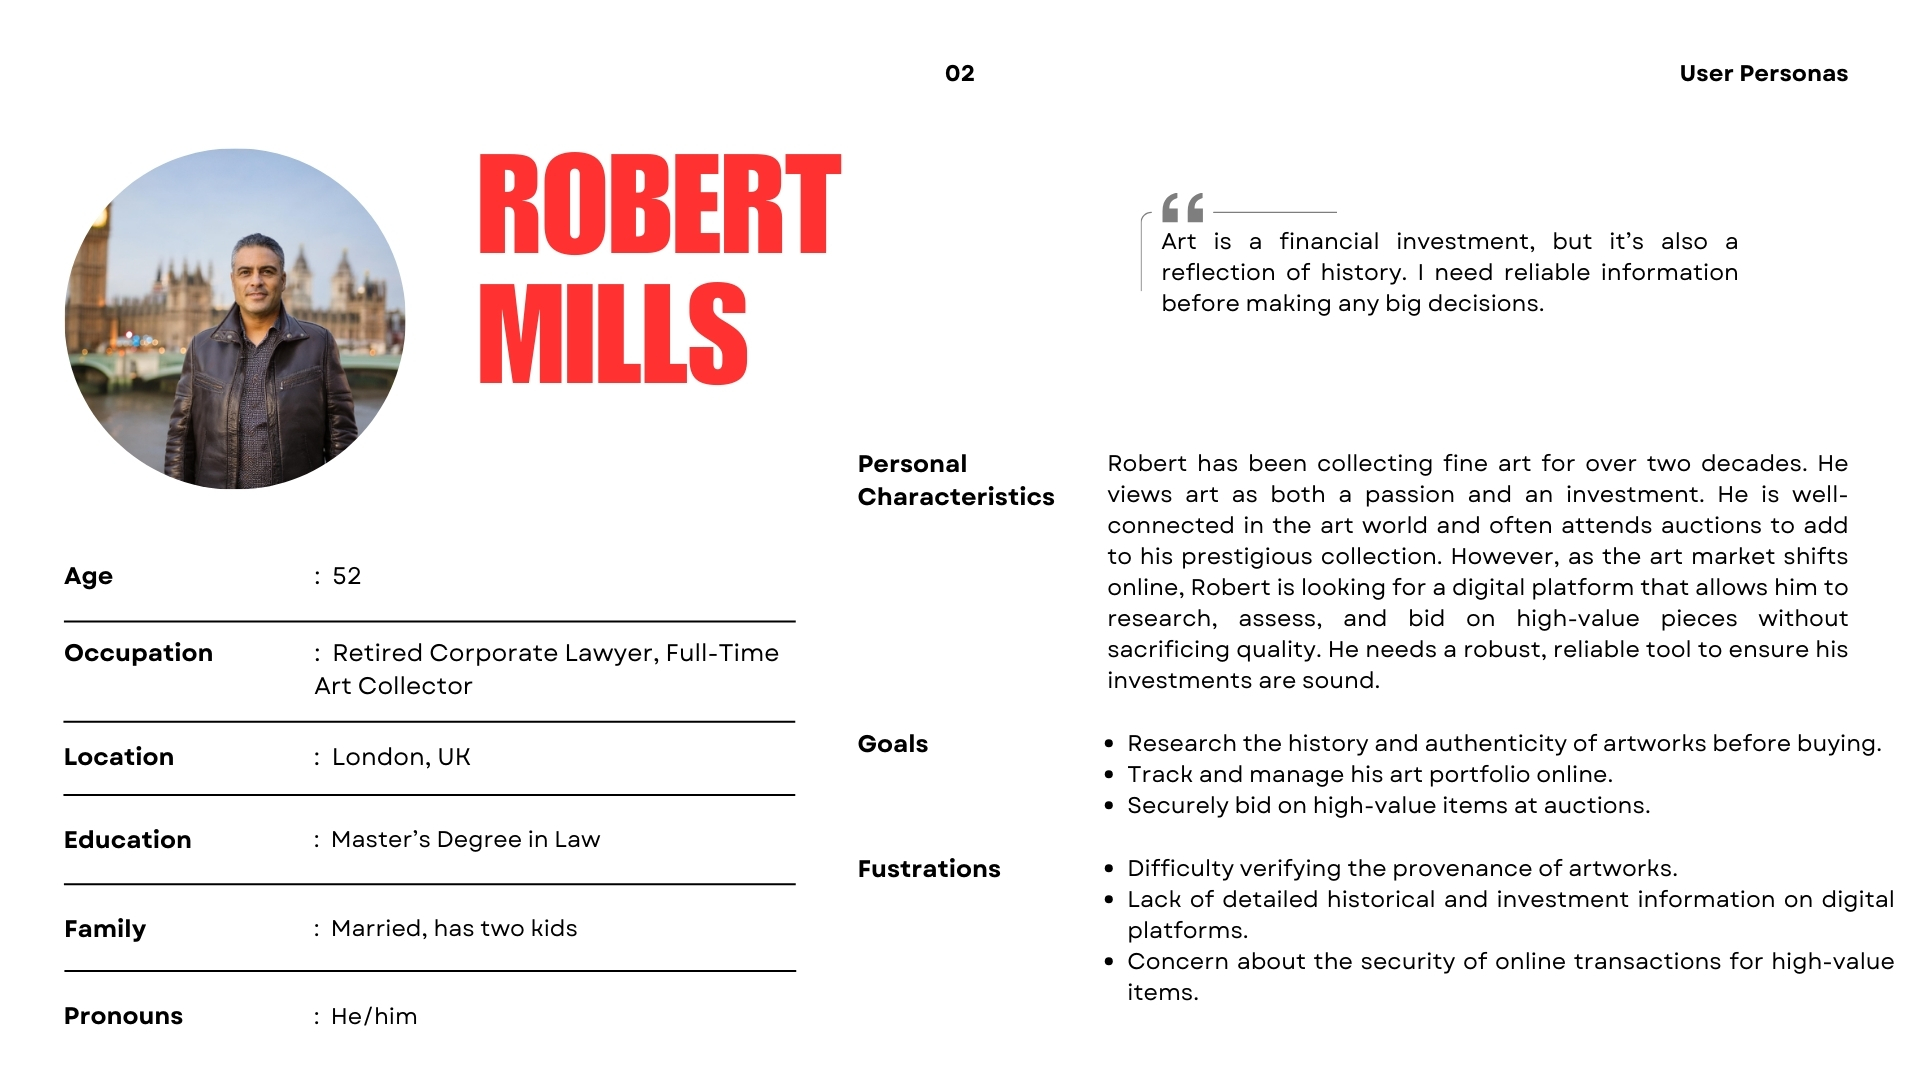 02
User Personas
ROBERT
MILLS
“
Art is a financial investment, but it’s also a
reflection of history. I need reliable information
before making any big decisions.
Age : 52
Occupation : Retired Corporate Lawyer, Full-Time
Art Collector
Location : London, UK
Education : Master’s Degree in Law
Family : Married, has two kids
Pronouns : He/him
Personal
Characteristics
Robert has been collecting fine art for over two decades. He
views art as both a passion and an investment. He is well-
connected in the art world and often attends auctions to add
to his prestigious collection. However, as the art market shifts
online, Robert is looking for a digital platform that allows him to
research, assess, and bid on high-value pieces without
sacrificing quality. He needs a robust, reliable tool to ensure his
investments are sound.
Goals
• Research the history and authenticity of artworks before buying.
• Track and manage his art portfolio online.
• Securely bid on high-value items at auctions.
Fustrations
• Difficulty verifying the provenance of artworks.
• Lack of detailed historical and investment information on digital
platforms.
• Concern about the security of online transactions for high-value
items.